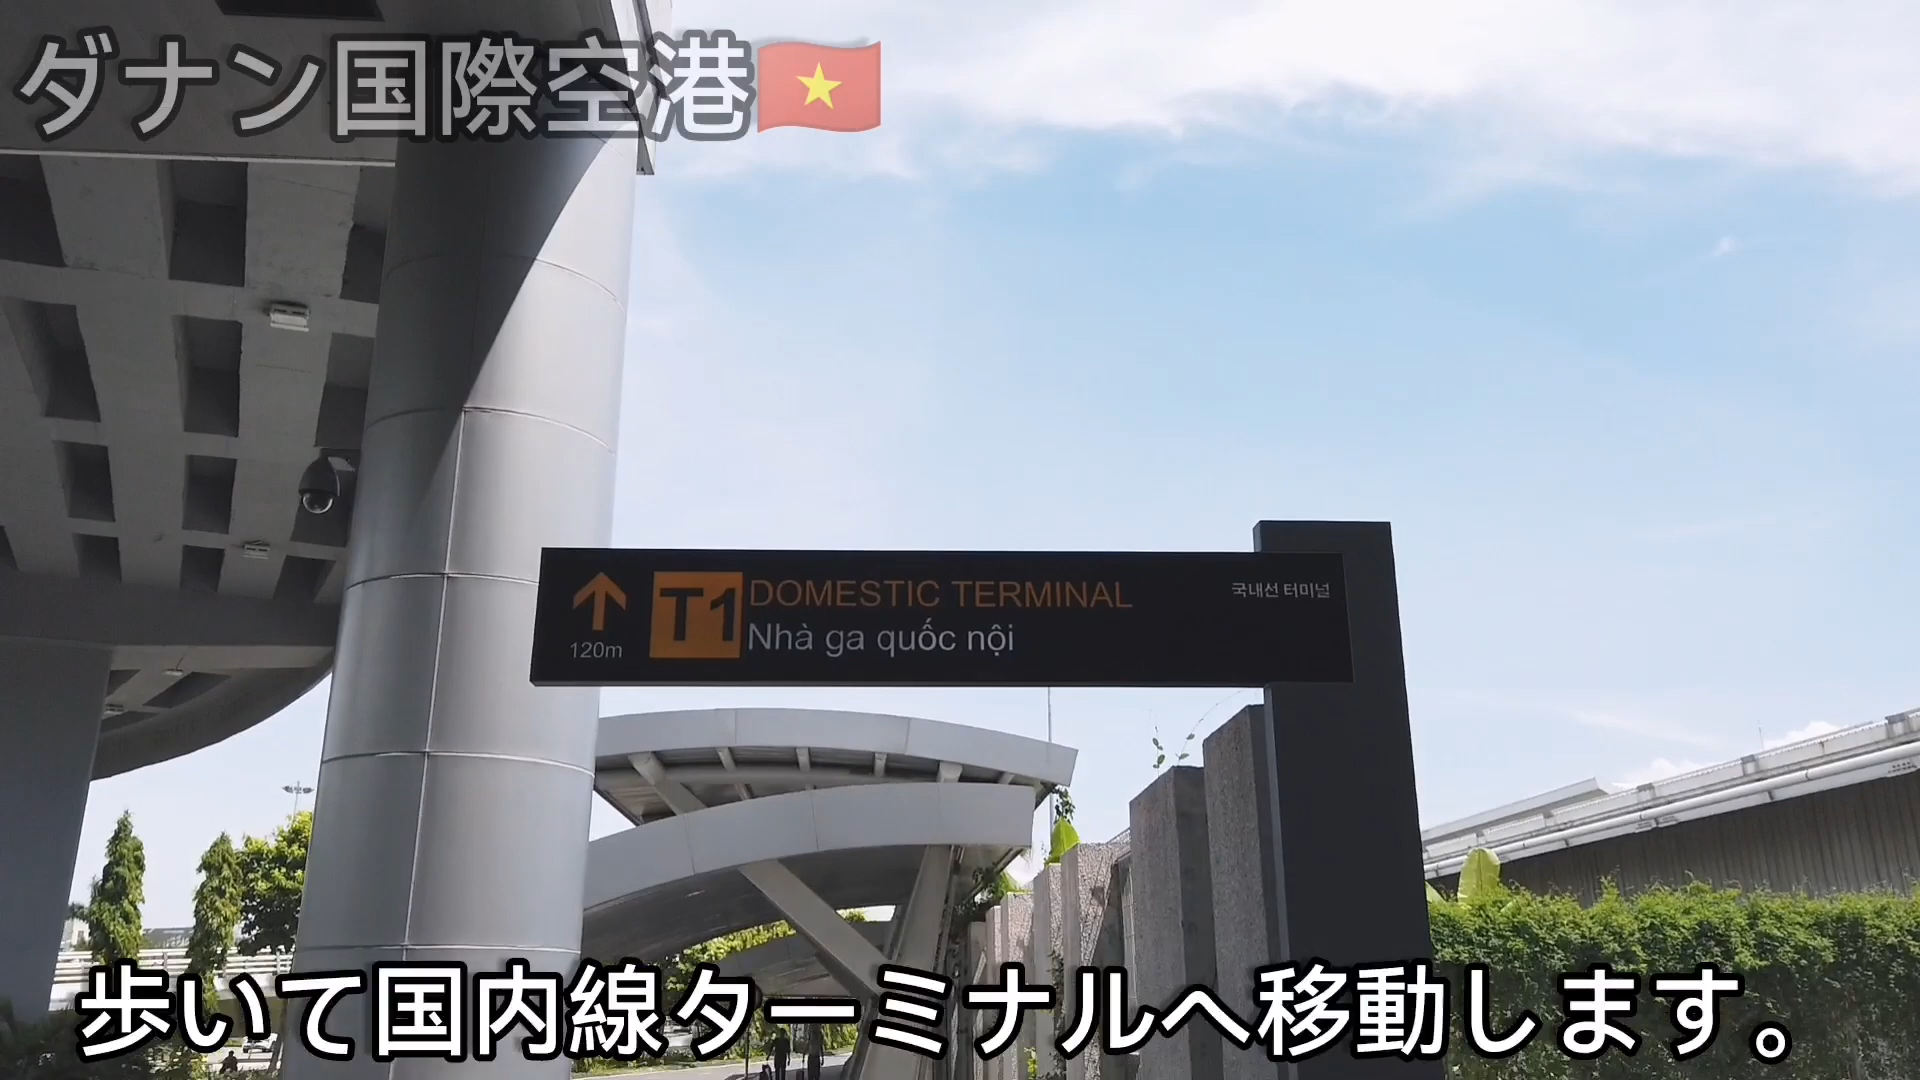 ダナン国際空港🇻🇳
T1 DOMESTIC TERMINAL 국내선 터미널
120m Nhà ga quốc nội
歩いて国内線ターミナルへ移動します。